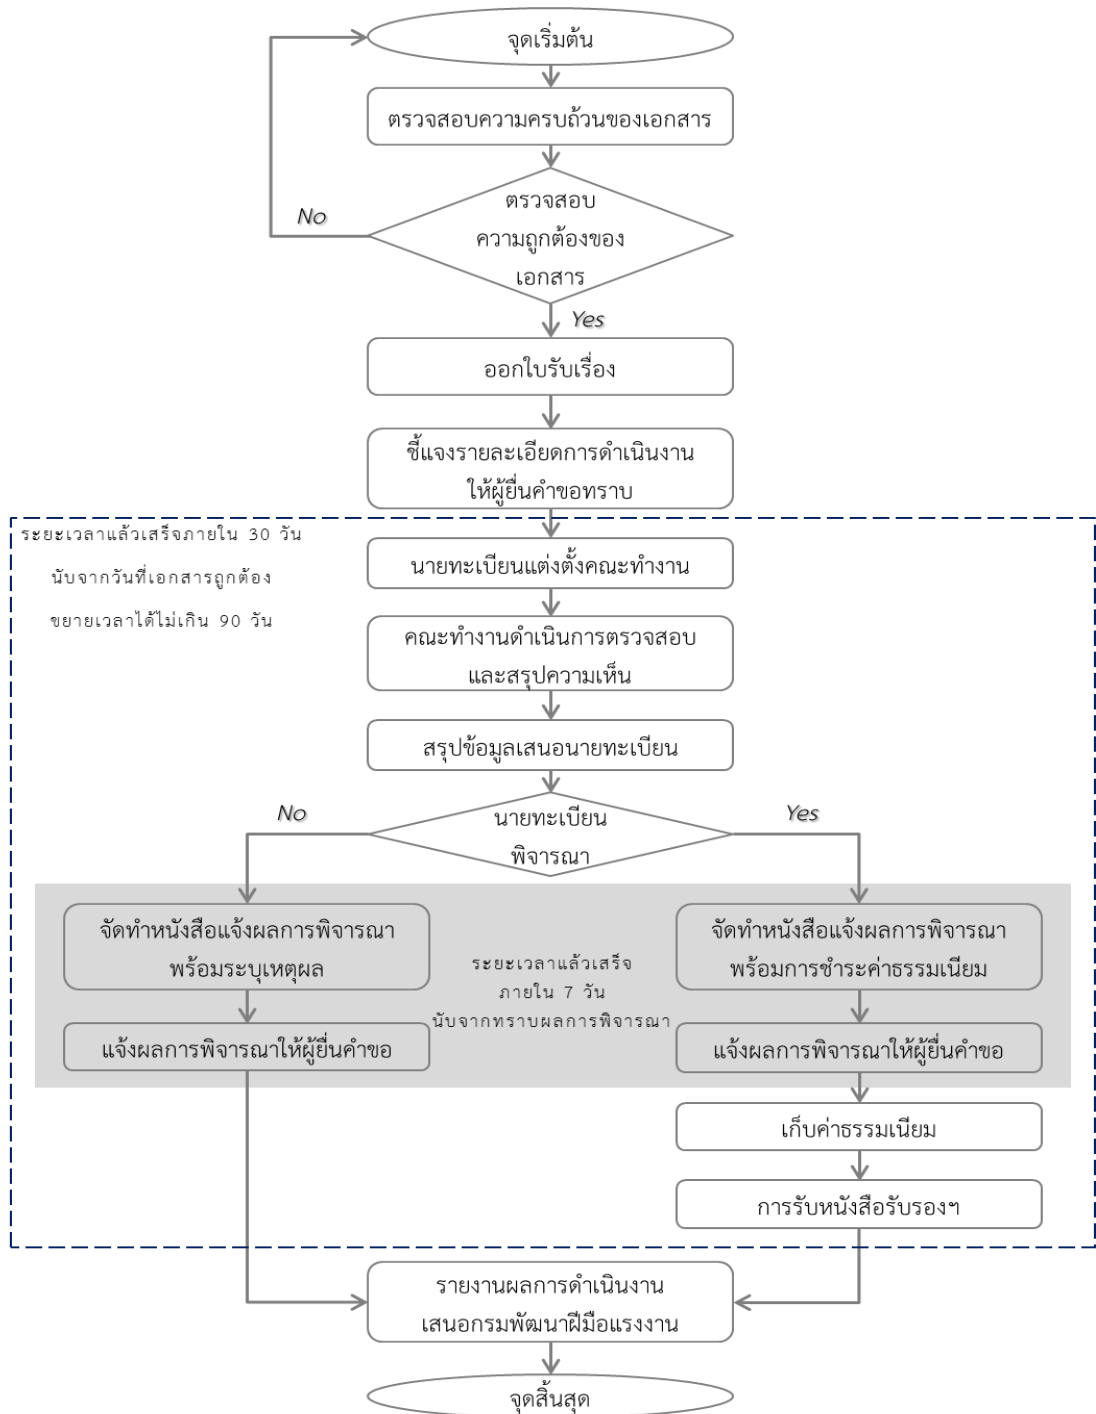 จุดเริ่มต้น
ตรวจสอบความครบถ้วนของเอกสาร
ตรวจสอบ
ความถูกต้องของ
เอกสาร
No
Yes
ออกใบรับเรื่อง
ชี้แจงรายละเอียดการดำเนินงาน
ให้ผู้ยื่นคำขอทราบ
ระยะเวลาแล้วเสร็จภายใน 30 วัน
นับจากวันที่เอกสารถูกต้อง
ขยายเวลาได้ไม่เกิน 90 วัน
นายทะเบียนแต่งตั้งคณะทำงาน
คณะทำงานดำเนินการตรวจสอบ
และสรุปความเห็น
สรุปข้อมูลเสนอนายทะเบียน
นายทะเบียน
พิจารณา
No
Yes
จัดทำหนังสือแจ้งผลการพิจารณา
พร้อมระบุเหตุผล
แจ้งผลการพิจารณาให้ผู้ยื่นคำขอ
ระยะเวลาแล้วเสร็จ
ภายใน 7 วัน
นับจากทราบผลการพิจารณา
จัดทำหนังสือแจ้งผลการพิจารณา
พร้อมการชำระค่าธรรมเนียม
แจ้งผลการพิจารณาให้ผู้ยื่นคำขอ
เก็บค่าธรรมเนียม
การรับหนังสือรับรองฯ
รายงานผลการดำเนินงาน
เสนอกรมพัฒนาฝีมือแรงงาน
จุดสิ้นสุด